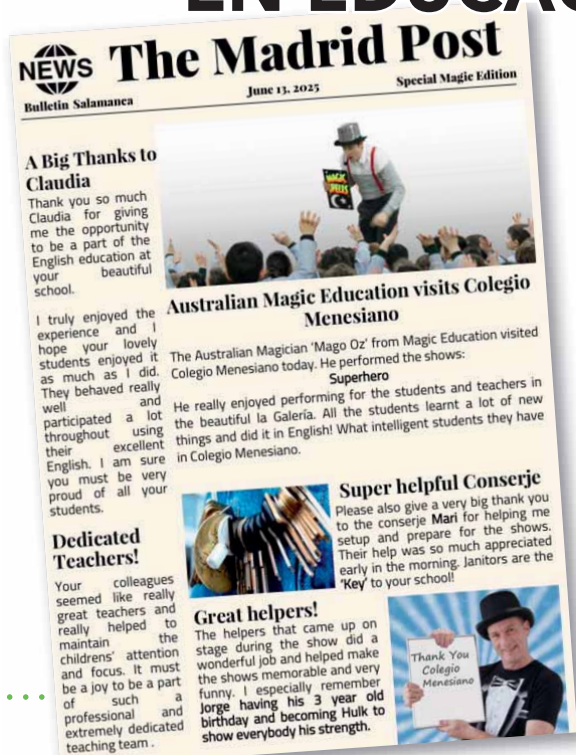 EN EDUCAC
NEWS
The Madrid Post
Bulletin Salamanca
June 13, 2025
Special Magic Edition
A Big Thanks to
Claudia
Thank you so much
Claudia for giving
me the opportunity
to be a part of the
English education at
your beautiful
school.
I truly enjoyed the
experience and I
hope your lovely
students enjoyed it
as much as I did.
They behaved really
well and
participated a lot
throughout using
their excellent
English. I am sure
you must be very
proud of all your
students.
Dedicated
Teachers!
Your colleagues
seemed like really
great teachers and
really helped to
maintain the
childrens' attention
and focus. It must
be a joy to be a part
of such a
professional and
extremely dedicated
teaching team .
MAGIC
SPELLS
Australian Magic Education visits Colegio
Menesiano
The Australian Magician 'Mago Oz' from Magic Education visited
Colegio Menesiano today. He performed the shows:
Superhero
He really enjoyed performing for the students and teachers in
the beautiful la Galería. All the students learnt a lot of new
things and did it in English! What intelligent students they have
in Colegio Menesiano.
Super helpful Conserje
Please also give a very big thank you
to the conserje Mari for helping me
setup and prepare for the shows.
Their help was so much appreciated
early in the morning. Janitors are the
'Key' to your school!
Great helpers!
The helpers that came up on
stage during the show did a
wonderful job and helped make
the shows memorable and very
funny. I especially remember
Jorge having his 3 year old
birthday and becoming Hulk to
show everybody his strength.
Thank You
Colegio
Menesiano